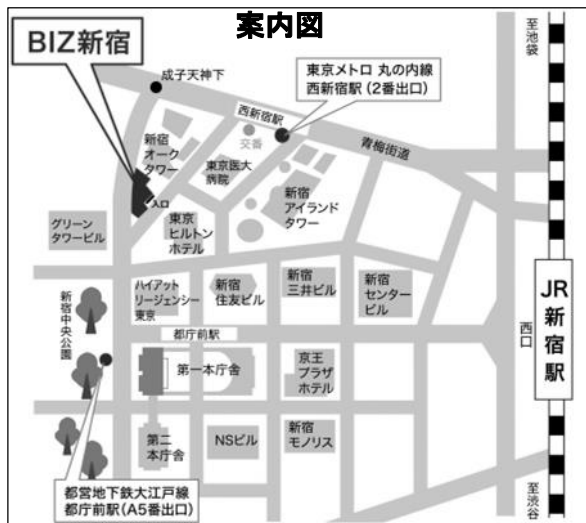 案内図
BIZ新宿
成子天神下
東京メトロ 丸の内線
西新宿駅（2番出口）
至池袋
西新宿駅
交番
青梅街道
新宿
オーク
タワー
東京医大
病院
入口
新宿
アイランド
タワー
グリーン
タワービル
東京
ヒルトン
ホテル
ハイアット
リージェンシー
東京
新宿
住友ビル
新宿
三井ビル
新宿
センター
ビル
新宿中央公園
都庁前駅
西口
JR新宿駅
第一本庁舎
京王
プラザ
ホテル
第二
本庁舎
NSビル
新宿
モノリス
都営地下鉄大江戸線
都庁前駅（A5番出口）
至渋谷